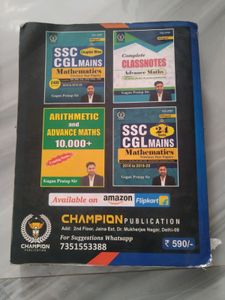 SSC
CGL MAINS
Mathematics
Gagan Pratap Sir
Complete
CLASSNOTES
Advance Maths
Gagan Pratap Sir
ARITHMETIC
and
ADVANCE MATHS
10,000+
Gagan Pratap Sir
SSC 24
CGL MAINS
Mathematics
Gagan Pratap Sir
Available on amazon Flipkart
CHAMPION PUBLICATION
Add: 2nd Floor, Jaina Ext, Dr. Mukherjee Nagar, Delhi-09
For Suggestions Whatsapp
7351553388
₹ 590/-
CHAMPION
PUBLICATION